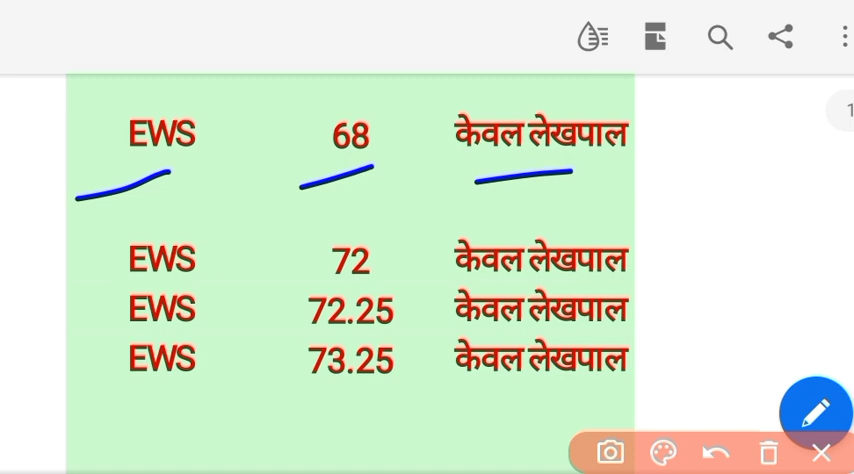 EWS 68 केवल लेखपाल
EWS 72 केवल लेखपाल
EWS 72.25 केवल लेखपाल
EWS 73.25 केवल लेखपाल